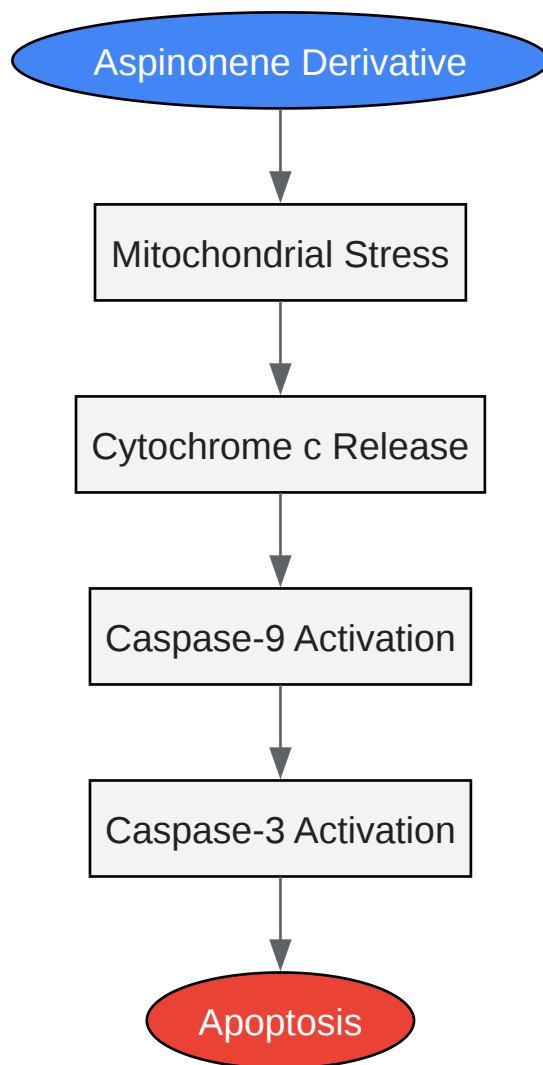 Aspinonene Derivative
Mitochondrial Stress
Cytochrome c Release
Caspase-9 Activation
Caspase-3 Activation
Apoptosis